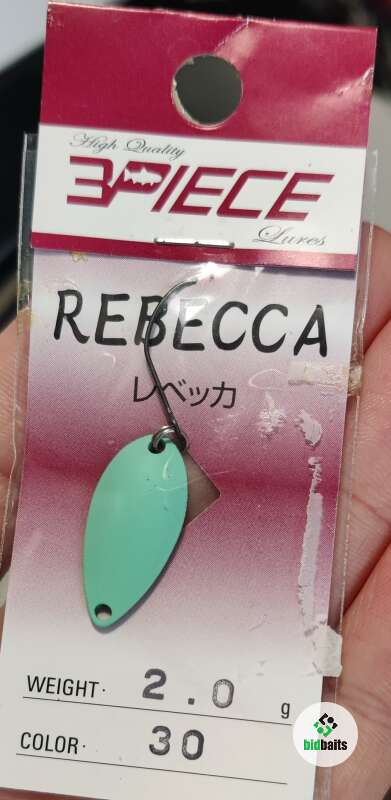 High Quality
3PIECE
Lures
REBECCA
レベッカ
WEIGHT· 2.0 g
COLOR· 30
bidbaits